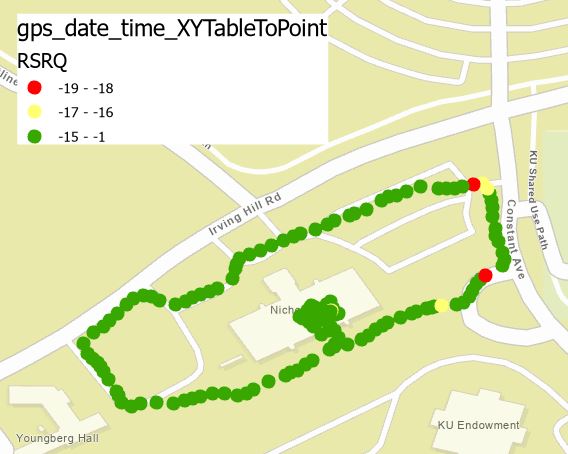 gps_date_time_XYTableToPoint
RSRQ
-19 - -18
-17 - -16
-15 - -1
Irving Hill Rd
KU Shared Use Path
Constant Ave
KU Endowment
Youngberg Hall